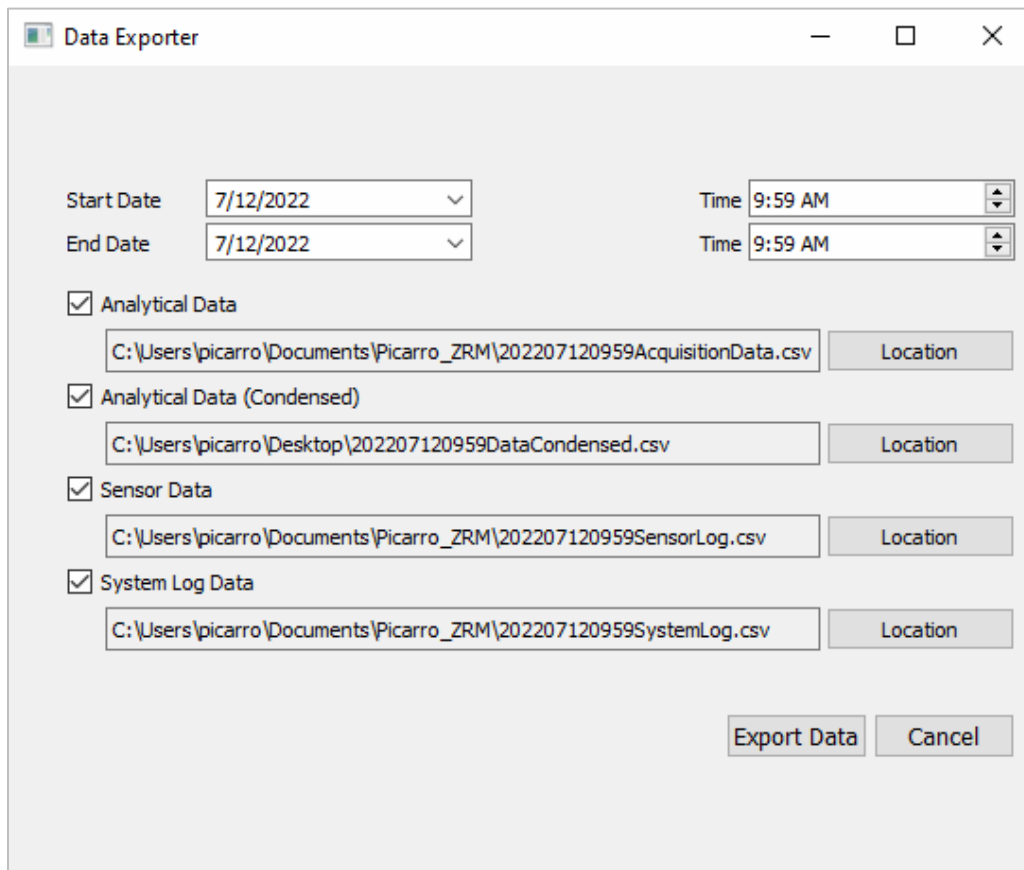 Data Exporter
Start Date 7/12/2022 Time 9:59 AM
End Date 7/12/2022 Time 9:59 AM
Analytical Data
C:\Users\picarro\Documents\Picarro_ZRM\202207120959AcquisitionData.csv Location
Analytical Data (Condensed)
C:\Users\picarro\Desktop\202207120959DataCondensed.csv Location
Sensor Data
C:\Users\picarro\Documents\Picarro_ZRM\202207120959SensorLog.csv Location
System Log Data
C:\Users\picarro\Documents\Picarro_ZRM\202207120959SystemLog.csv Location
Export Data Cancel